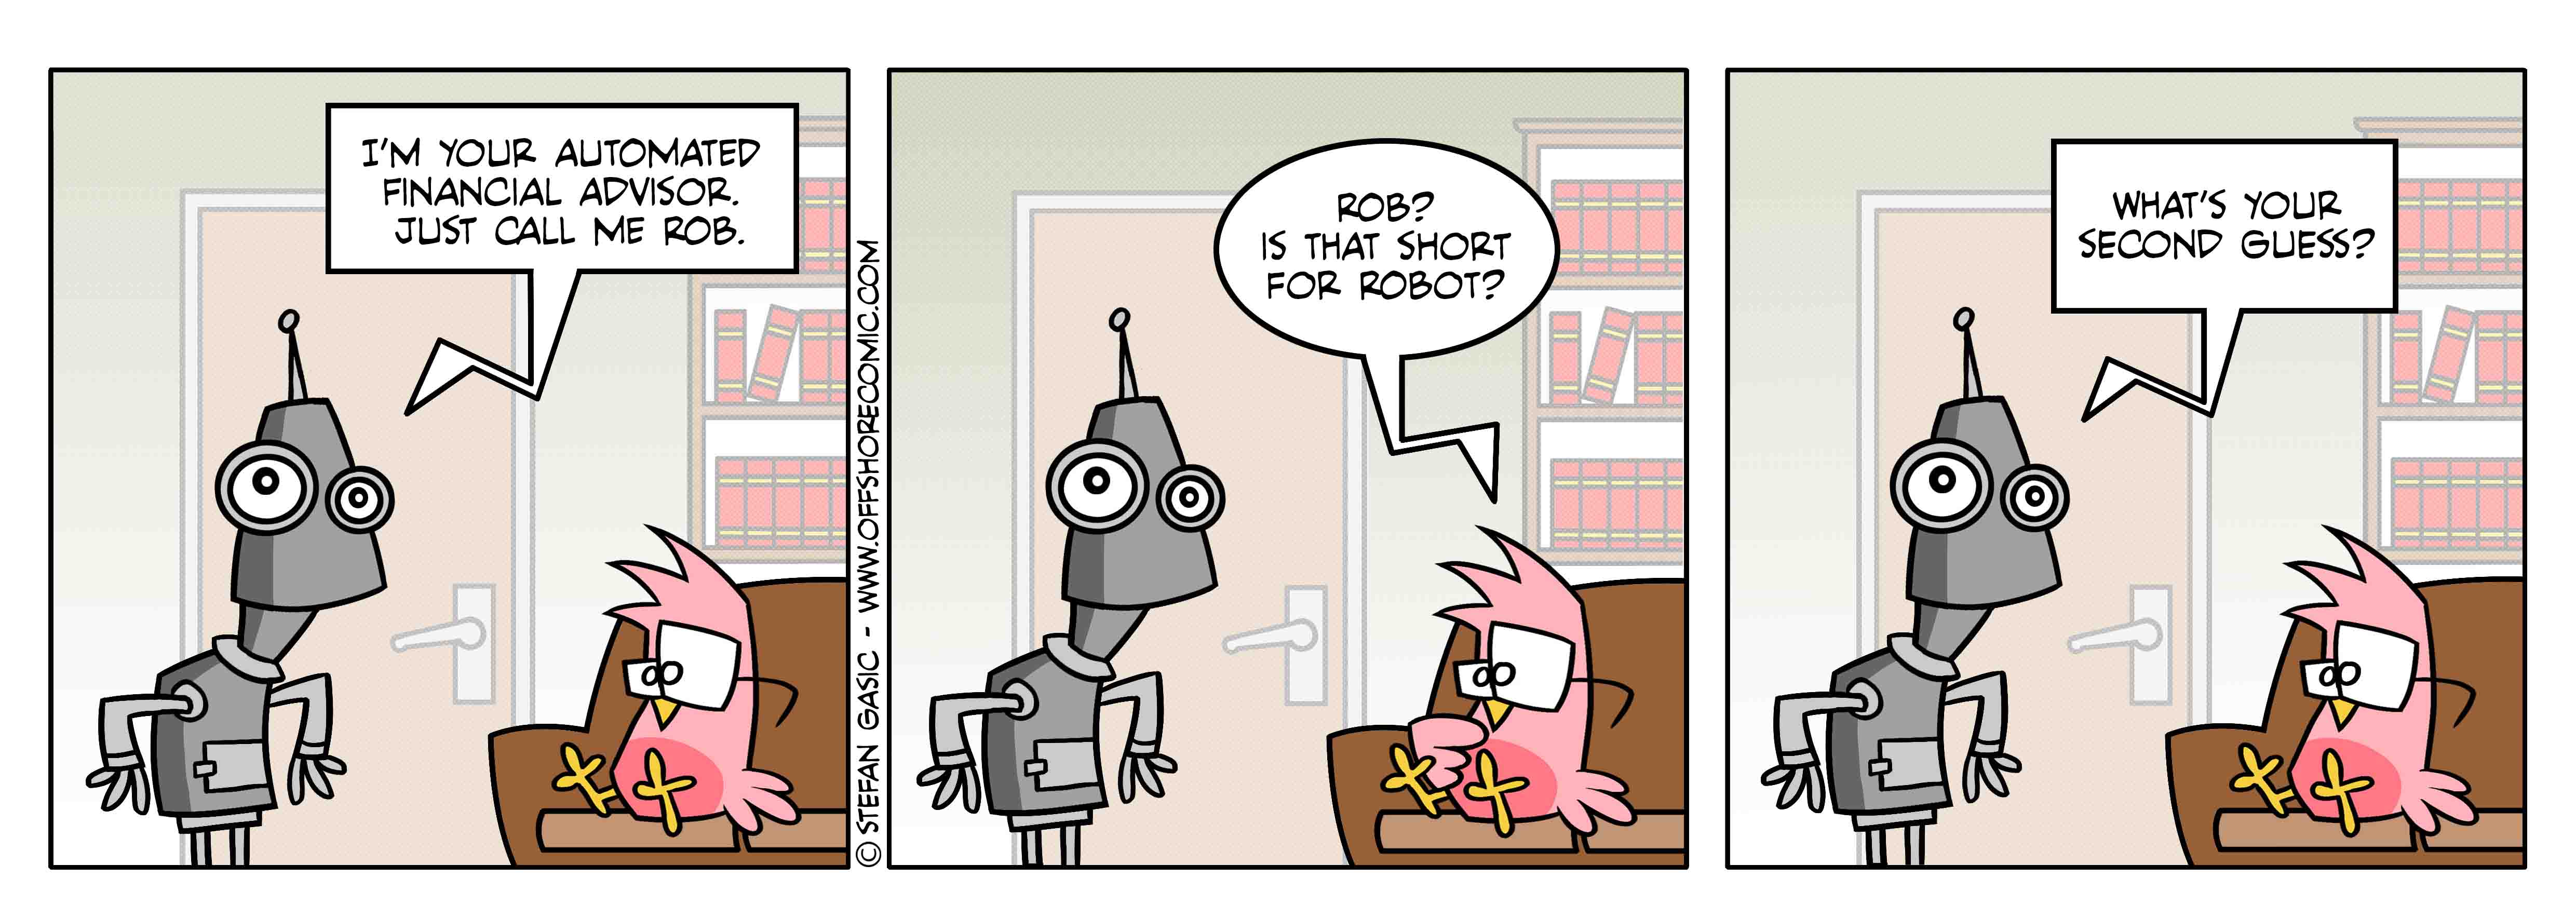 I'M YOUR AUTOMATED
FINANCIAL ADVISOR.
JUST CALL ME ROB.
© STEFAN GASIC - WWW.OFFSHORECOMIC.COM
ROB?
IS THAT SHORT
FOR ROBOT?
WHAT'S YOUR
SECOND GUESS?